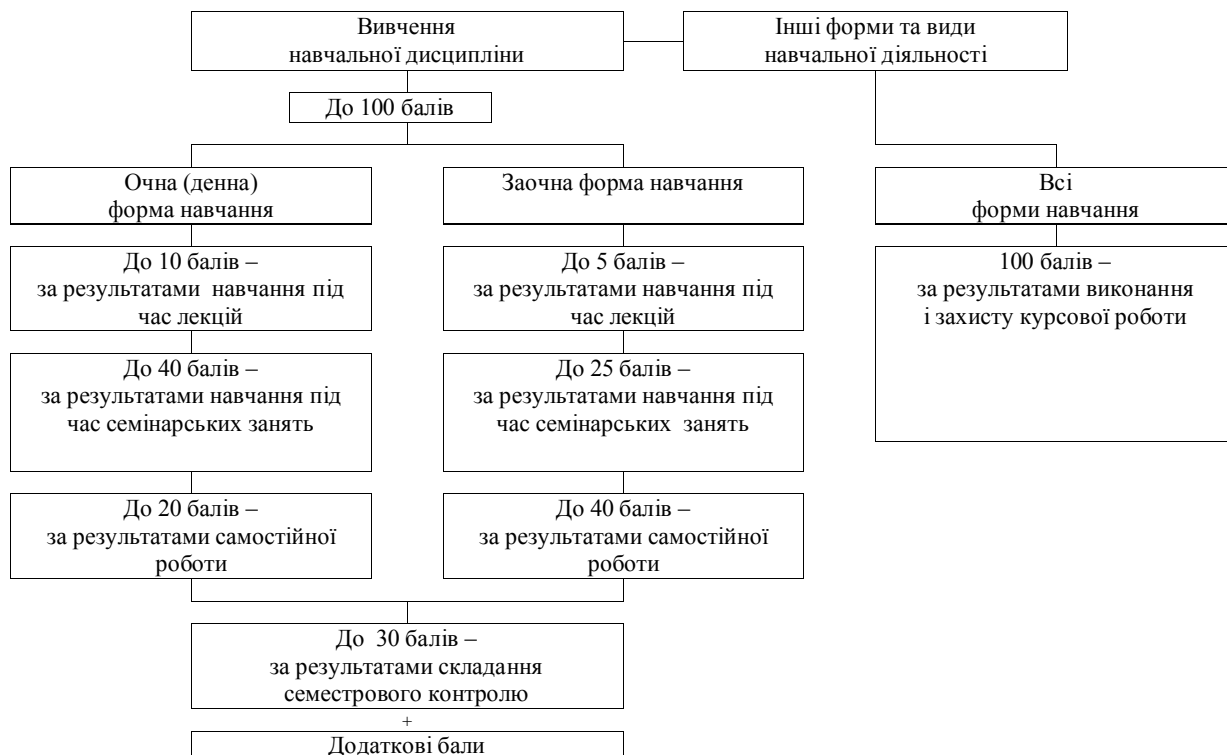 Вивчення
навчальної дисципліни
Інші форми та види
навчальної діяльності
До 100 балів
Очна (денна)
форма навчання
Заочна форма навчання
Всі
форми навчання
До 10 балів –
за результатами навчання під
час лекцій
До 5 балів –
за результатами навчання під
час лекцій
100 балів –
за результатами виконання
і захисту курсової роботи
До 40 балів –
за результатами навчання під
час семінарських занять
До 25 балів –
за результатами навчання під
час семінарських занять
До 20 балів –
за результатами самостійної
роботи
До 40 балів –
за результатами самостійної
роботи
До 30 балів –
за результатами складання
семестрового контролю
+
Додаткові бали